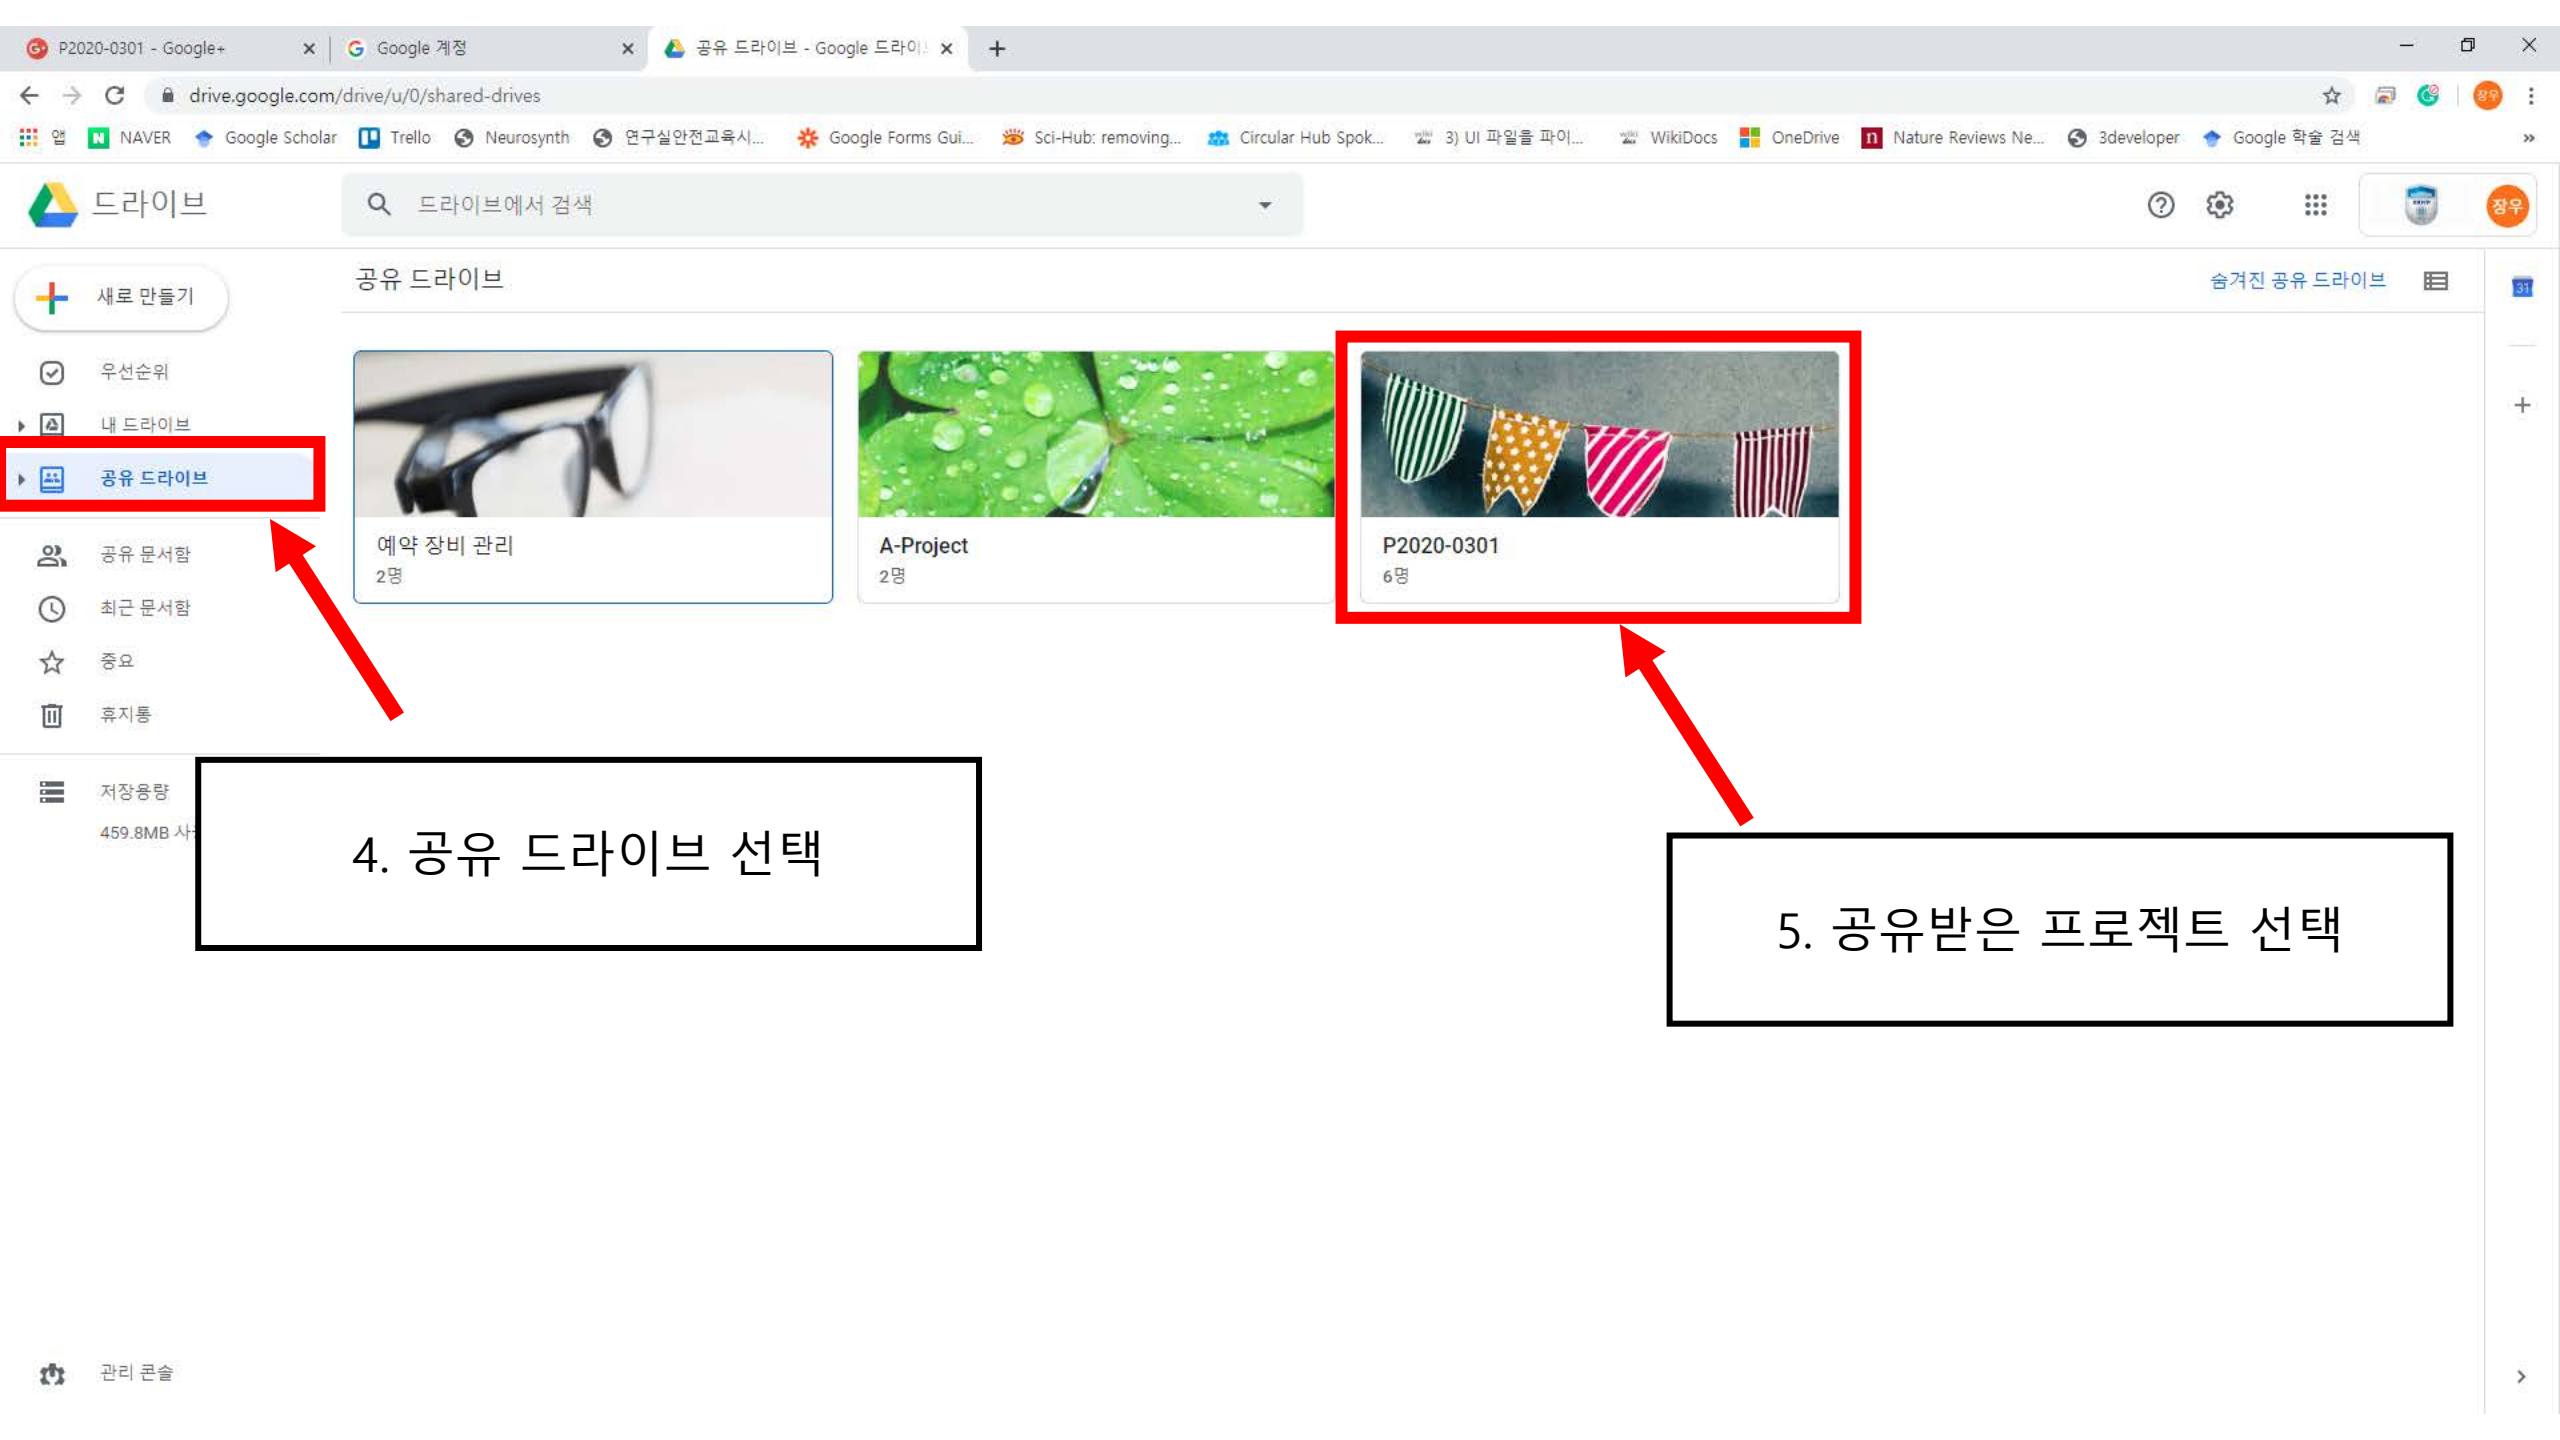 P2020-0301 - Google+
Google 계정
공유 드라이브 - Google 드라이브
drive.google.com/drive/u/0/shared-drives
장우
앱 NAVER Google Scholar Trello Neurosynth 연구실안전교육시... Google Forms Gui... Sci-Hub: removing... Circular Hub Spok... 3) UI 파일을 파이... WikiDocs OneDrive Nature Reviews Ne... 3developer Google 학술 검색 »
드라이브
드라이브에서 검색
장우
새로 만들기
공유 드라이브
숨겨진 공유 드라이브
31
우선순위
내 드라이브
공유 드라이브
공유 문서함
최근 문서함
중요
휴지통
저장용량
459.8MB
관리 콘솔
예약 장비 관리
2명
A-Project
2명
P2020-0301
6명
4. 공유 드라이브 선택
5. 공유받은 프로젝트 선택